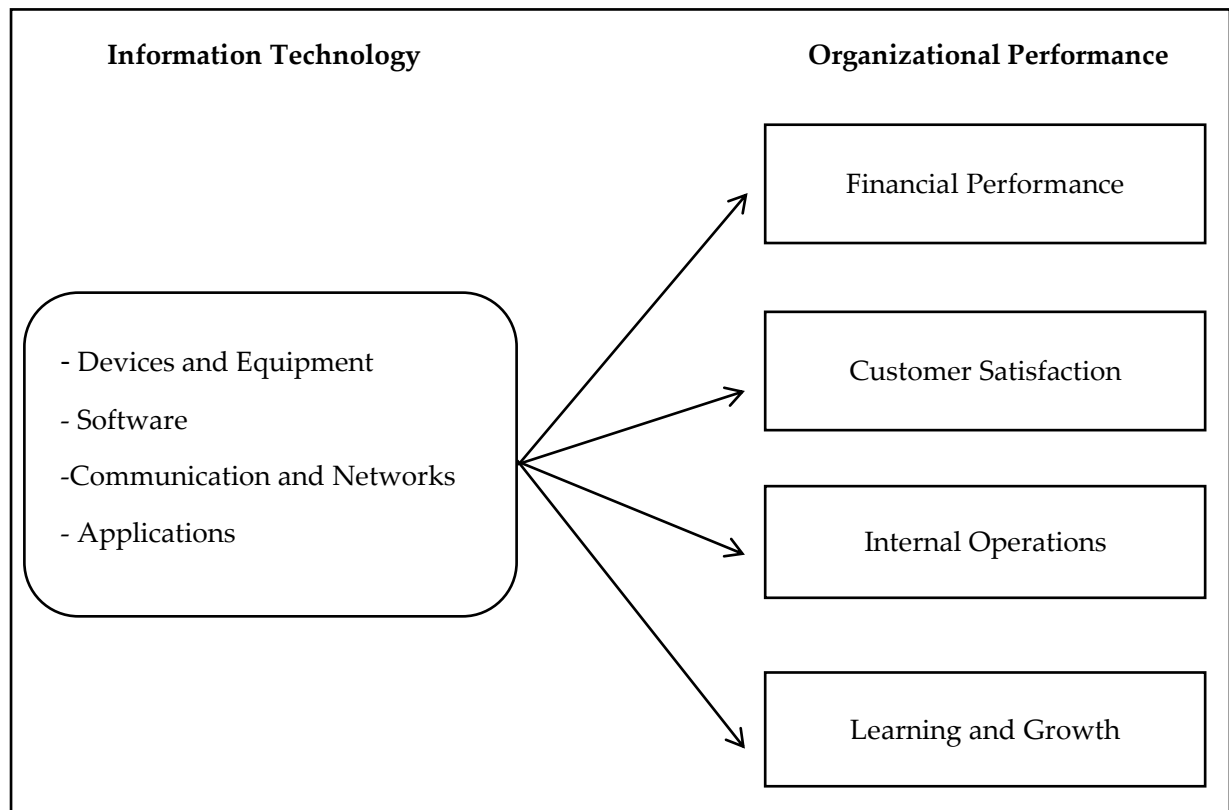 Information Technology
Organizational Performance
Financial Performance
- Devices and Equipment
- Software
-Communication and Networks
- Applications
Customer Satisfaction
Internal Operations
Learning and Growth